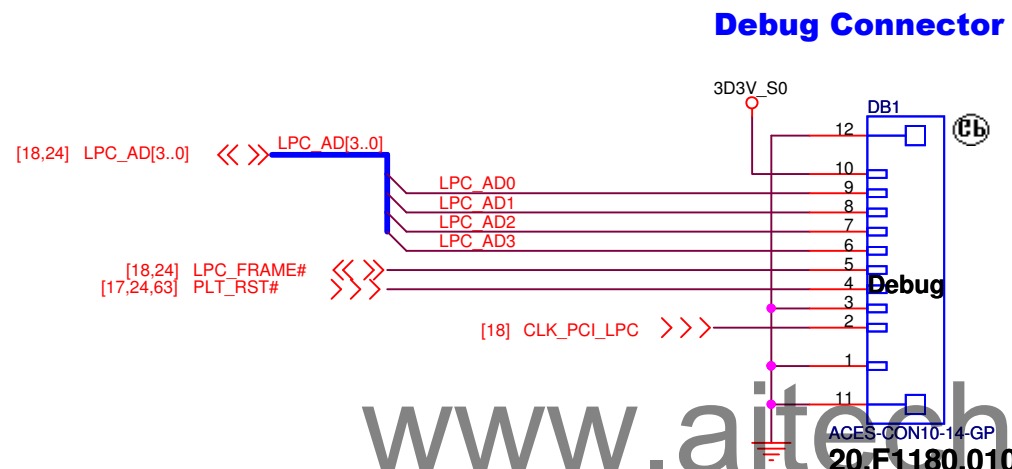 Debug Connector
3D3V_S0
DB1
12
[18,24] LPC_AD[3..0]
LPC_AD[3..0]
10
LPC_AD0 9
LPC_AD1 8
LPC_AD2 7
LPC_AD3 6
[18,24] LPC_FRAME# 5
[17,24,63] PLT_RST# 4
Debug
3
[18] CLK_PCI_LPC 2
1
11
www.aitech
ACES-CON10-14-GP
20.F1180.010